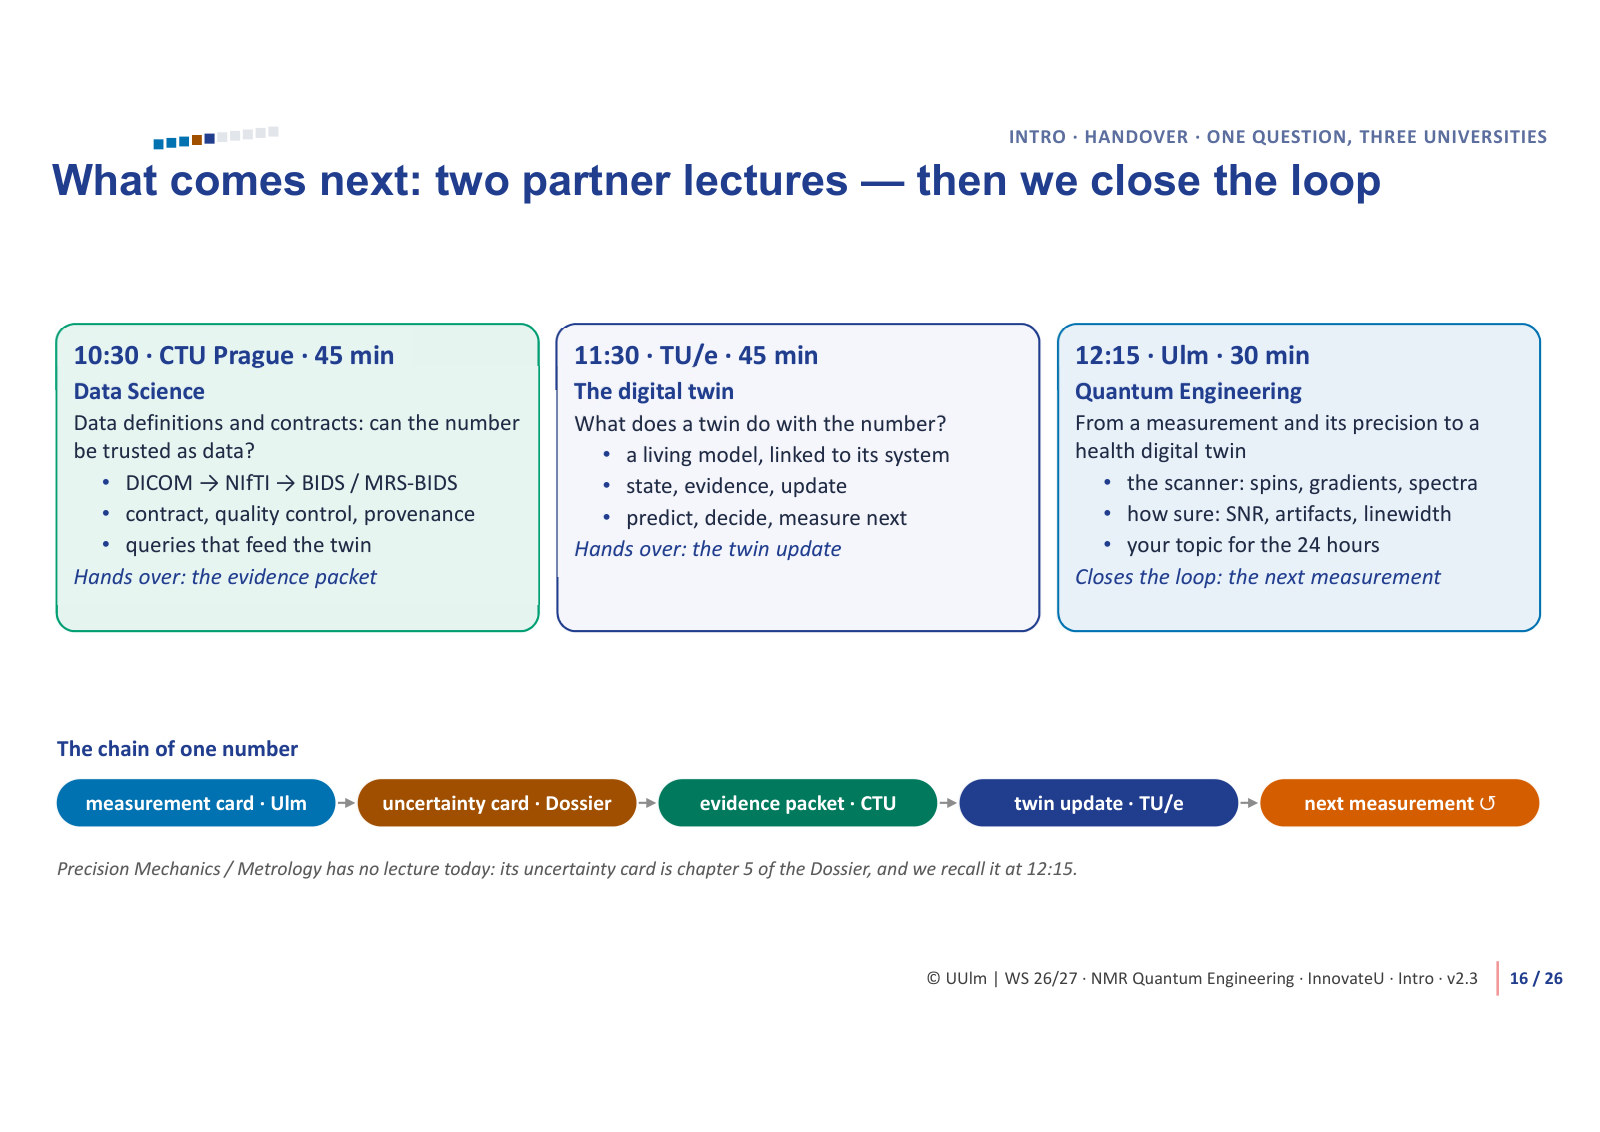 INTRO · HANDOVER · ONE QUESTION, THREE UNIVERSITIES
What comes next: two partner lectures — then we close the loop
10:30 · CTU Prague · 45 min
Data Science
Data definitions and contracts: can the number
be trusted as data?
• DICOM → NIfTI → BIDS / MRS-BIDS
• contract, quality control, provenance
• queries that feed the twin
Hands over: the evidence packet
11:30 · TU/e · 45 min
The digital twin
What does a twin do with the number?
• a living model, linked to its system
• state, evidence, update
• predict, decide, measure next
Hands over: the twin update
12:15 · Ulm · 30 min
Quantum Engineering
From a measurement and its precision to a
health digital twin
• the scanner: spins, gradients, spectra
• how sure: SNR, artifacts, linewidth
• your topic for the 24 hours
Closes the loop: the next measurement
The chain of one number
measurement card · Ulm
uncertainty card · Dossier
evidence packet · CTU
twin update · TU/e
next measurement ↺
Precision Mechanics / Metrology has no lecture today: its uncertainty card is chapter 5 of the Dossier, and we recall it at 12:15.
© UUlm | WS 26/27 · NMR Quantum Engineering · InnovateU · Intro · v2.3
16 / 26